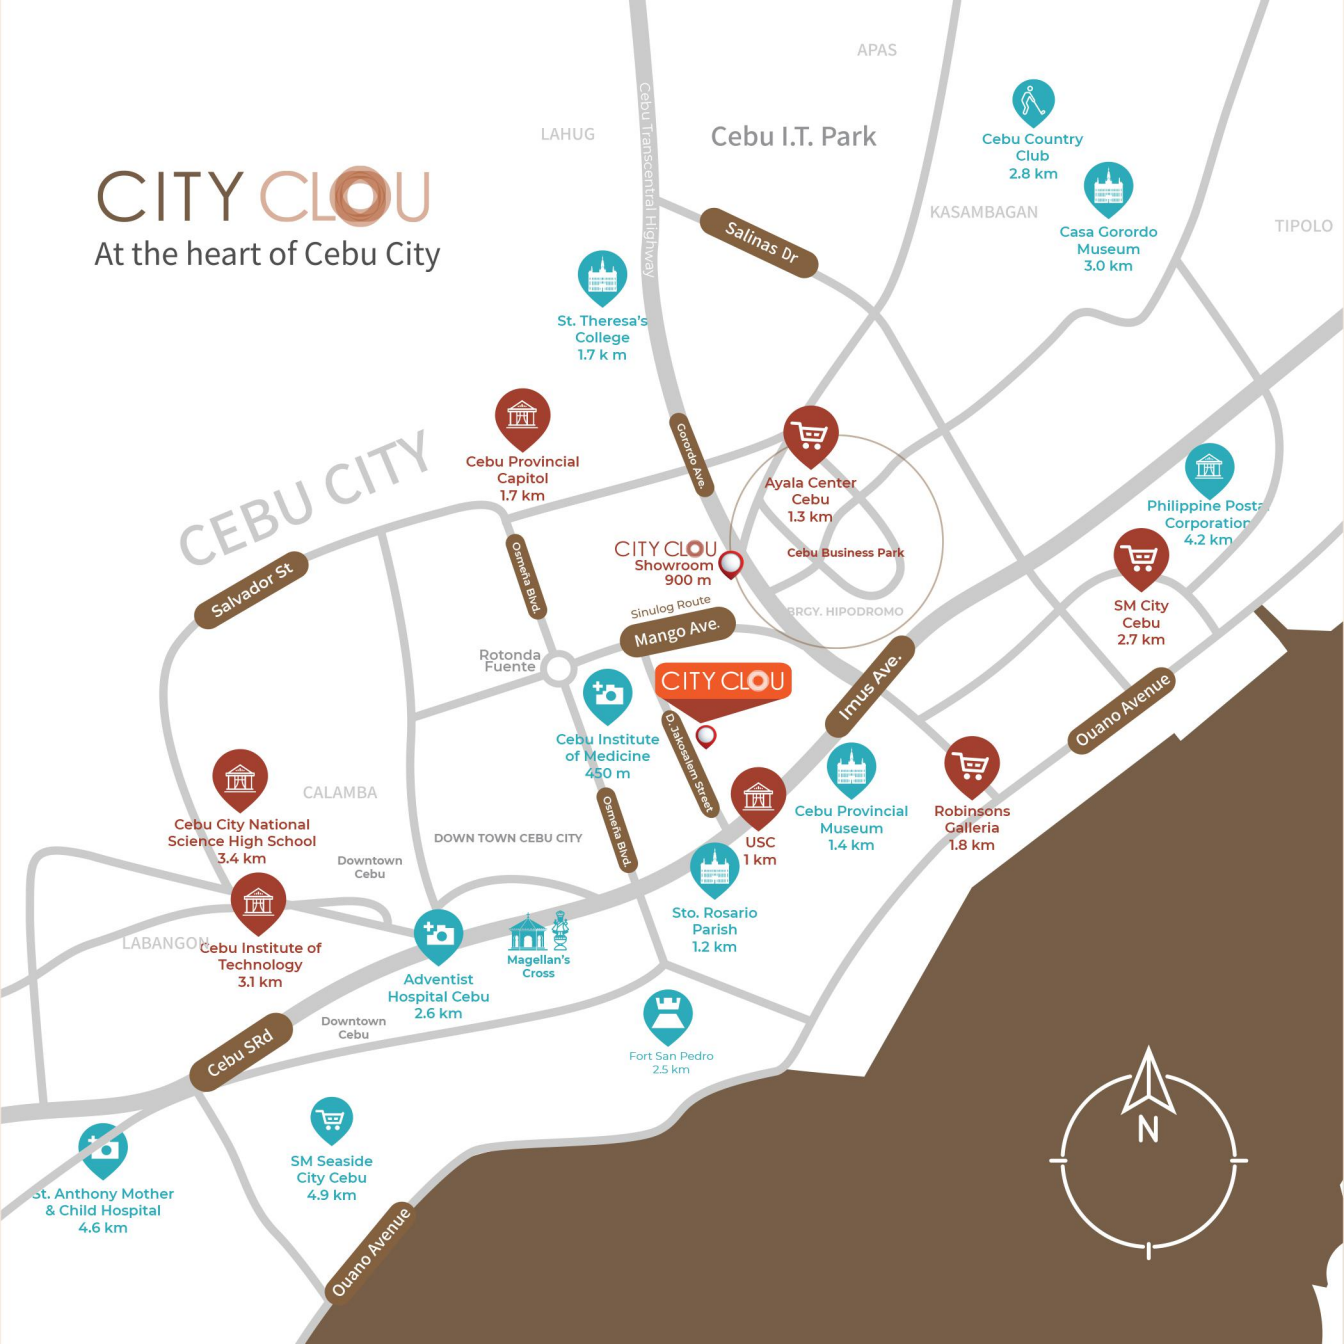 APAS
LAHUG
Cebu I.T. Park
Cebu Transcentral Highway
Cebu Country
Club
2.8 km
CITY CLOU
At the heart of Cebu City
Salinas Dr
KASAMBAGAN
Casa Gorordo
Museum
3.0 km
TIPOLO
St. Theresa's
College
1.7 k m
CEBU CITY
Cebu Provincial
Capitol
1.7 km
Gorordo Ave.
Ayala Center
Cebu
1.3 km
Philippine Posta
Corporation
4.2 km
CITY CLOU
Showroom
900 m
Cebu Business Park
Salvador St
Osmeña Blvd.
Sinulog Route
Mango Ave.
BRGY. HIPODROMO
SM City
Cebu
2.7 km
Rotonda
Fuente
CITY CLOU
Imus Ave.
Ouano Avenue
Cebu Institute
of Medicine
450 m
D. Jakosalem Street
CALAMBA
Cebu City National
Science High School
3.4 km
DOWN TOWN CEBU CITY
Osmeña Blvd.
USC
1 km
Cebu Provincial
Museum
1.4 km
Robinsons
Galleria
1.8 km
Downtown
Cebu
LABANGON
Cebu Institute of
Technology
3.1 km
Sto. Rosario
Parish
1.2 km
Magellan's
Cross
Adventist
Hospital Cebu
2.6 km
Downtown
Cebu
Cebu SRd
Fort San Pedro
2.5 km
SM Seaside
City Cebu
4.9 km
St. Anthony Mother
& Child Hospital
4.6 km
Ouano Avenue
N